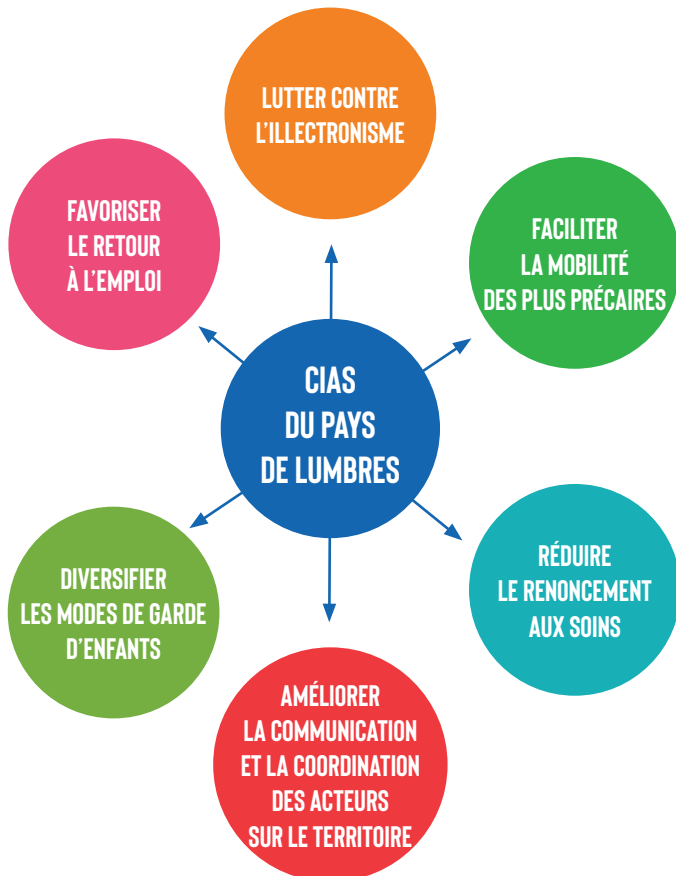 LUTTER CONTRE
L'ILLECTRONISME
FAVORISER
LE RETOUR
À L'EMPLOI
FACILITER
LA MOBILITÉ
DES PLUS PRÉCAIRES
CIAS
DU PAYS
DE LUMBRES
DIVERSIFIER
LES MODES DE GARDE
D'ENFANTS
RÉDUIRE
LE RENONCEMENT
AUX SOINS
AMÉLIORER
LA COMMUNICATION
ET LA COORDINATION
DES ACTEURS
SUR LE TERRITOIRE